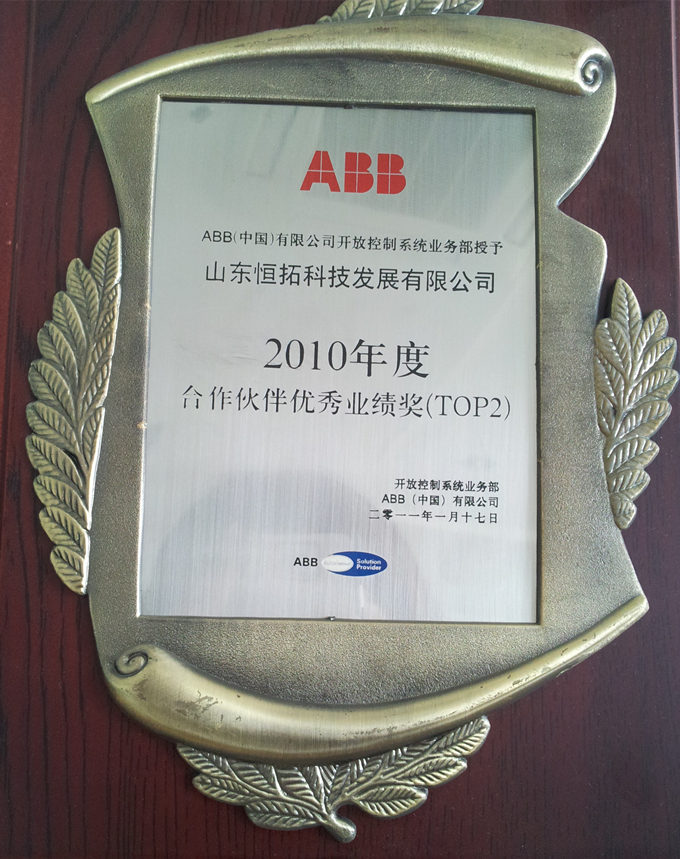 ABB
ABB(中国)有限公司开放控制系统业务部授予
山东恒拓科技发展有限公司
2010年度
合作伙伴优秀业绩奖(TOP2)
开放控制系统业务部
ABB（中国）有限公司
二零一一年一月十七日
ABB Solution
Provider